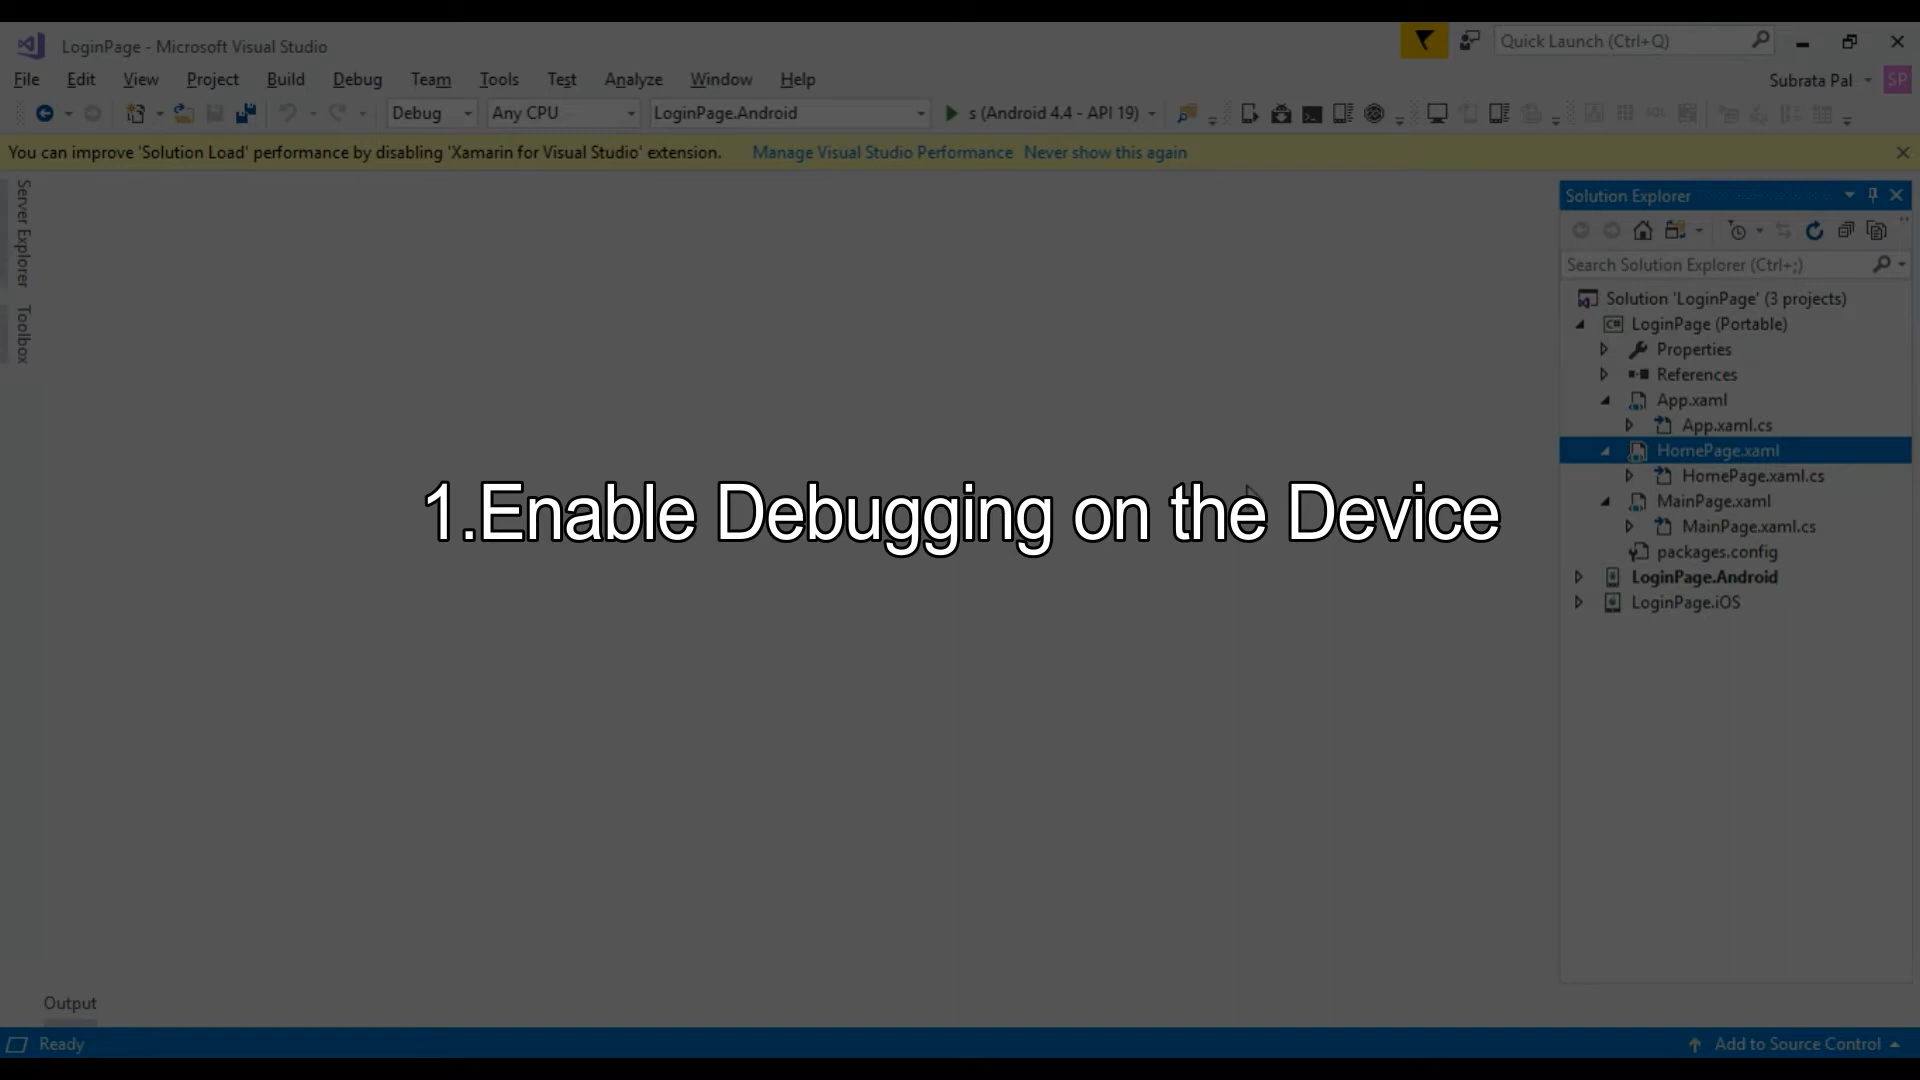 LoginPage - Microsoft Visual Studio
Quick Launch (Ctrl+Q)
File Edit View Project Build Debug Team Tools Test Analyze Window Help
Subrata Pal SP
Debug Any CPU LoginPage.Android s (Android 4.4 - API 19)
You can improve 'Solution Load' performance by disabling 'Xamarin for Visual Studio' extension. Manage Visual Studio Performance Never show this again
Server Explorer
Toolbox
Solution Explorer
Search Solution Explorer (Ctrl+;)
Solution 'LoginPage' (3 projects)
LoginPage (Portable)
Properties
References
App.xaml
App.xaml.cs
HomePage.xaml
HomePage.xaml.cs
MainPage.xaml
MainPage.xaml.cs
packages.config
LoginPage.Android
LoginPage.iOS
1.Enable Debugging on the Device
Output
Ready
Add to Source Control